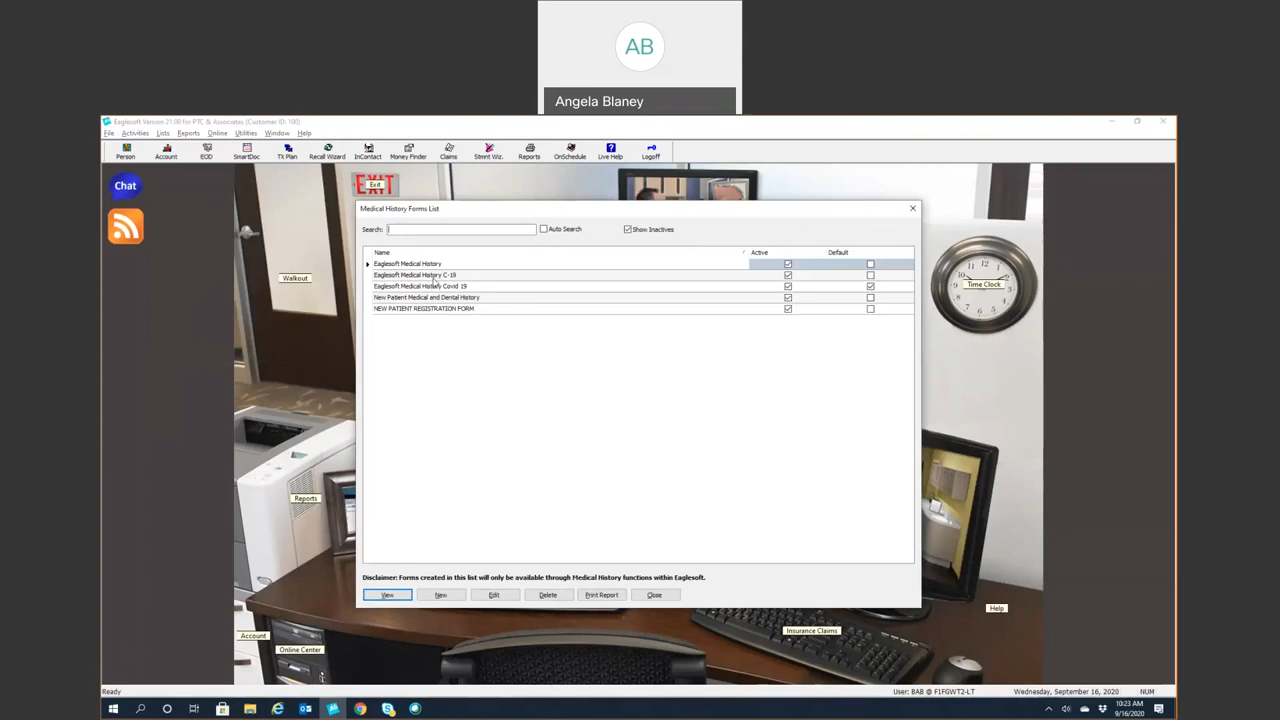 AB
Angela Blaney
Eaglesoft Version 21.00 for PTC & Associates (Customer ID: 100)
File Activities Lists Reports Online Utilities Window Help
Person Account EOD SmartDoc TX Plan Recall Wizard InContact Money Finder Claims Stmnt Wiz. Reports OnSchedule Live Help Logoff
Chat
EXIT
Exit
Medical History Forms List
Search: Auto Search Show Inactives
Name Active Default
Eaglesoft Medical History
Eaglesoft Medical History C-19
Eaglesoft Medical History Covid 19
New Patient Medical and Dental History
NEW PATIENT REGISTRATION FORM
Walkout
Time Clock
Reports
Disclaimer: Forms created in this list will only be available through Medical History functions within Eaglesoft.
View New Edit Delete Print Report Close
Help
Insurance Claims
Account
Online Center
Ready
User: BAB @ F1FGWT2-LT Wednesday, September 16, 2020 NUM
10:23 AM
9/16/2020